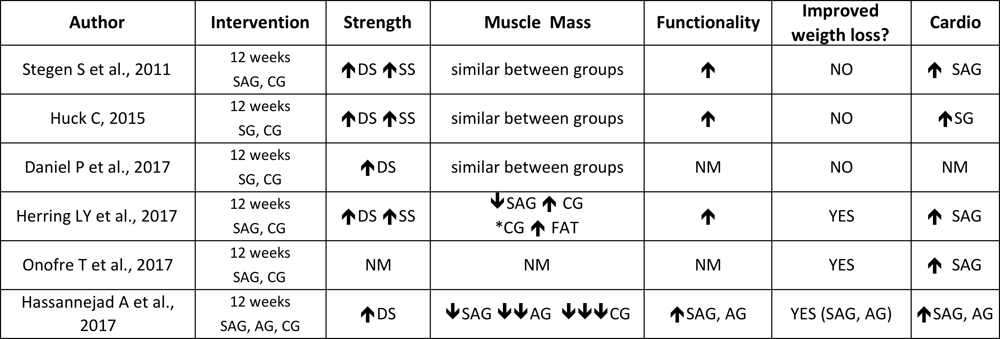 Author Intervention Strength Muscle Mass Functionality Improved weigth loss? Cardio
Stegen S et al., 2011 12 weeks SAG, CG ↑DS ↑SS similar between groups ↑ NO ↑ SAG
Huck C, 2015 12 weeks SG, CG ↑DS ↑SS similar between groups ↑ NO ↑SG
Daniel P et al., 2017 12 weeks SG, CG ↑DS similar between groups NM NO NM
Herring LY et al., 2017 12 weeks SAG, CG ↑DS ↑SS ↓SAG ↑ CG *CG ↑ FAT ↑ YES ↑ SAG
Onofre T et al., 2017 12 weeks SAG, CG NM NM NM YES ↑ SAG
Hassannejad A et al., 2017 12 weeks SAG, AG, CG ↑DS ↓SAG ↓↓AG ↓↓↓CG ↑SAG, AG YES (SAG, AG) ↑SAG, AG